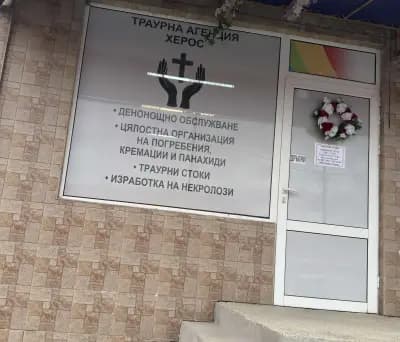 ТРАУРНА АГЕНЦИЯ
ХЕРОС
• ДЕНОНОЩНО ОБСЛУЖВАНЕ
• ЦЯЛОСТНА ОРГАНИЗАЦИЯ
НА ПОГРЕБЕНИЯ,
КРЕМАЦИИ И ПАНАХИДИ
• ТРАУРНИ СТОКИ
• ИЗРАБОТКА НА НЕКРОЛОЗИ